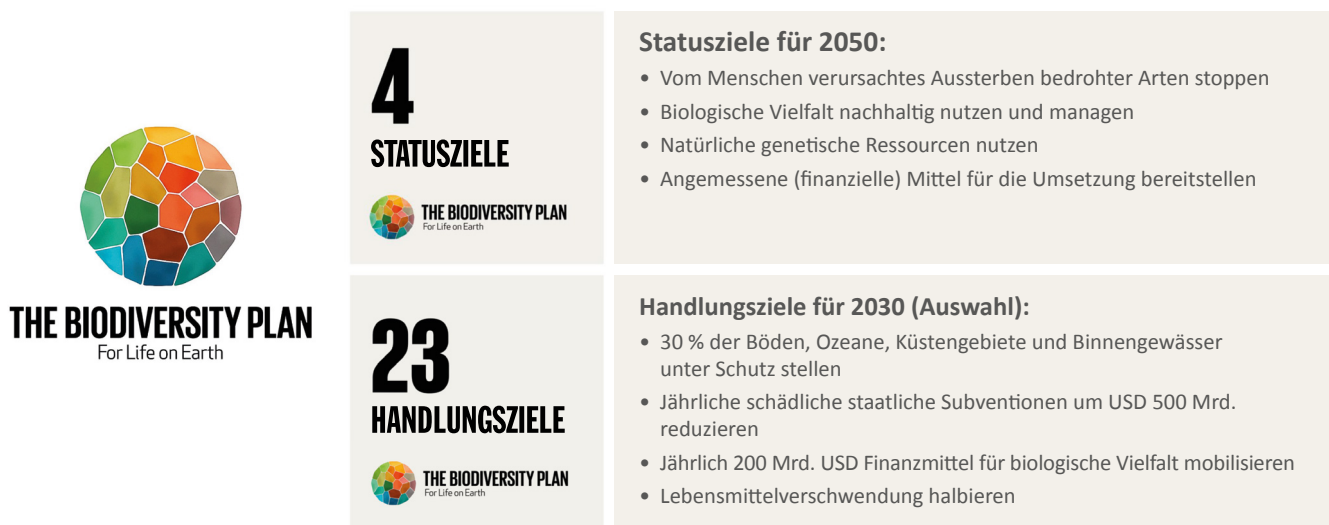 THE BIODIVERSITY PLAN
For Life on Earth
4
STATUSZIELE
THE BIODIVERSITY PLAN
For Life on Earth
Statusziele für 2050:
• Vom Menschen verursachtes Aussterben bedrohter Arten stoppen
• Biologische Vielfalt nachhaltig nutzen und managen
• Natürliche genetische Ressourcen nutzen
• Angemessene (finanzielle) Mittel für die Umsetzung bereitstellen
23
HANDLUNGSZIELE
THE BIODIVERSITY PLAN
For Life on Earth
Handlungsziele für 2030 (Auswahl):
• 30 % der Böden, Ozeane, Küstengebiete und Binnengewässer
unter Schutz stellen
• Jährliche schädliche staatliche Subventionen um USD 500 Mrd.
reduzieren
• Jährlich 200 Mrd. USD Finanzmittel für biologische Vielfalt mobilisieren
• Lebensmittelverschwendung halbieren